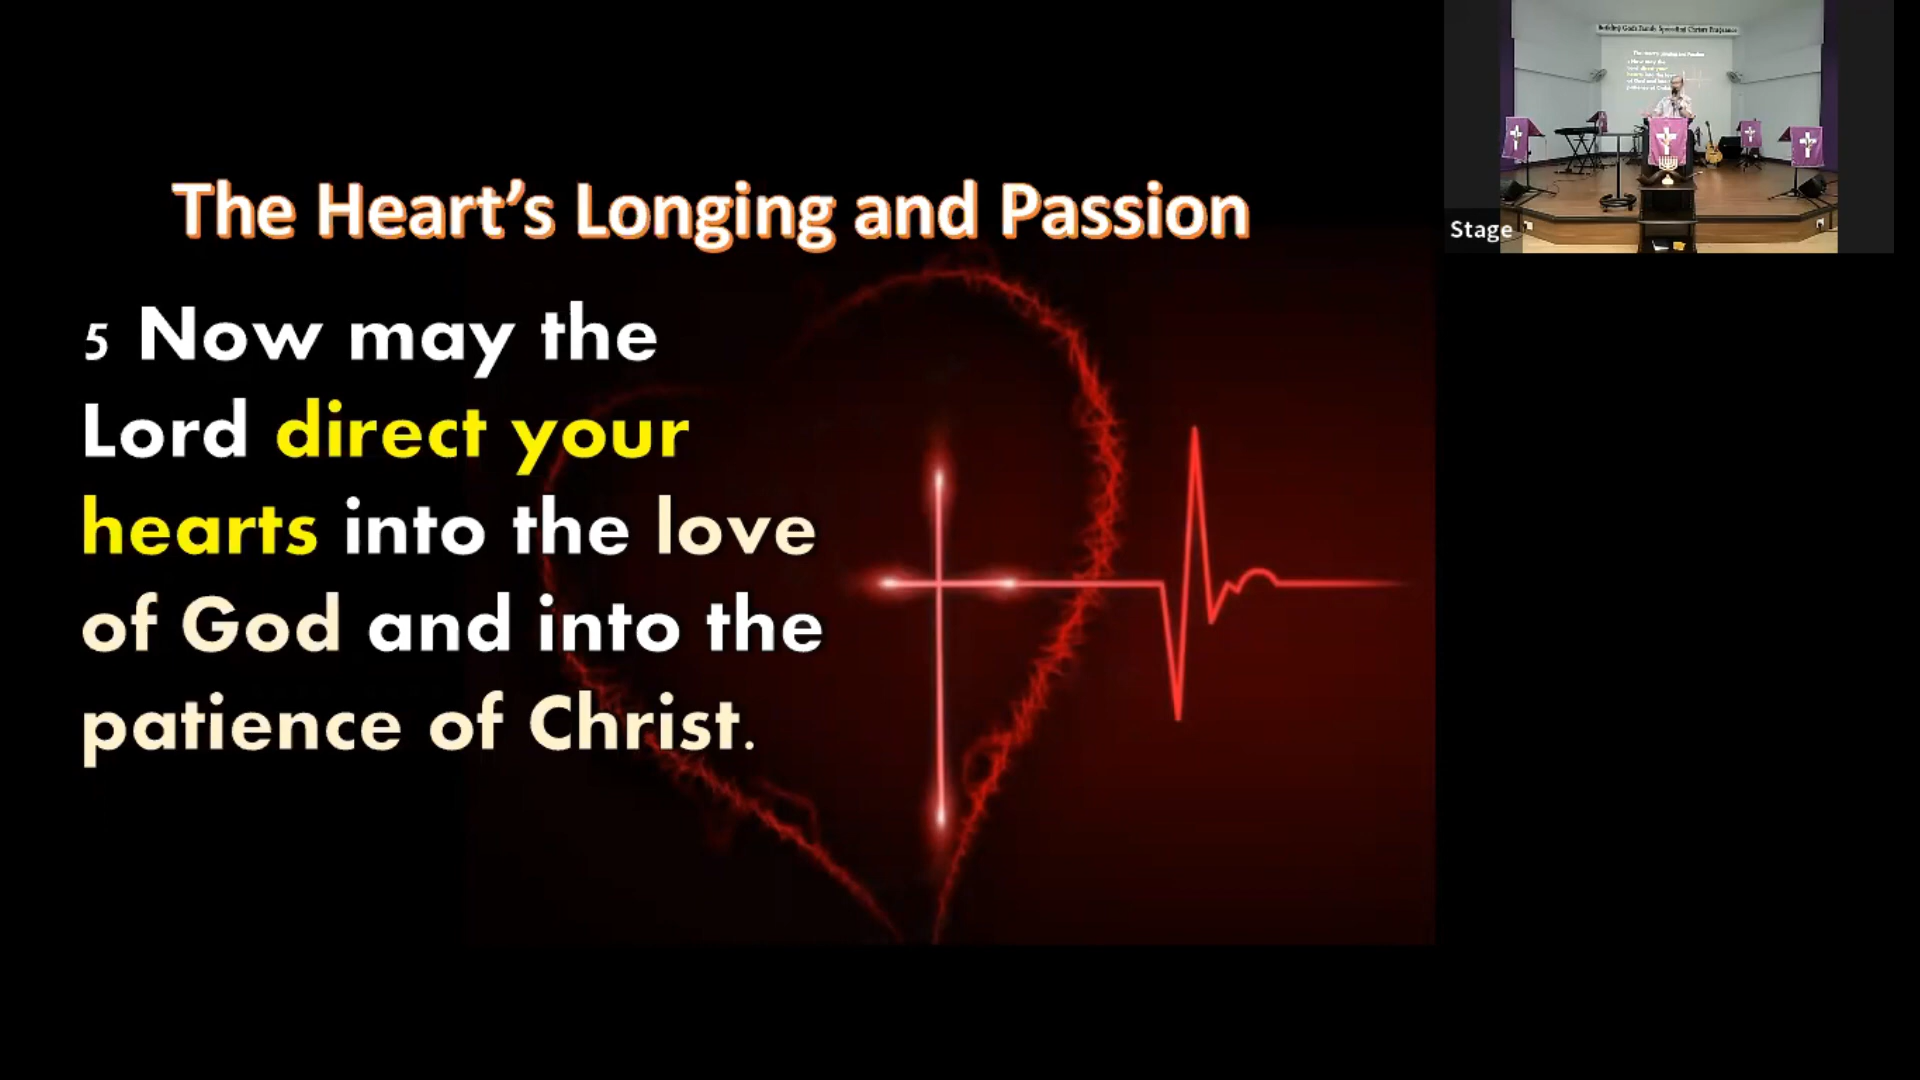 The Heart’s Longing and Passion
5 Now may the
Lord direct your
hearts into the love
of God and into the
patience of Christ.
Stage